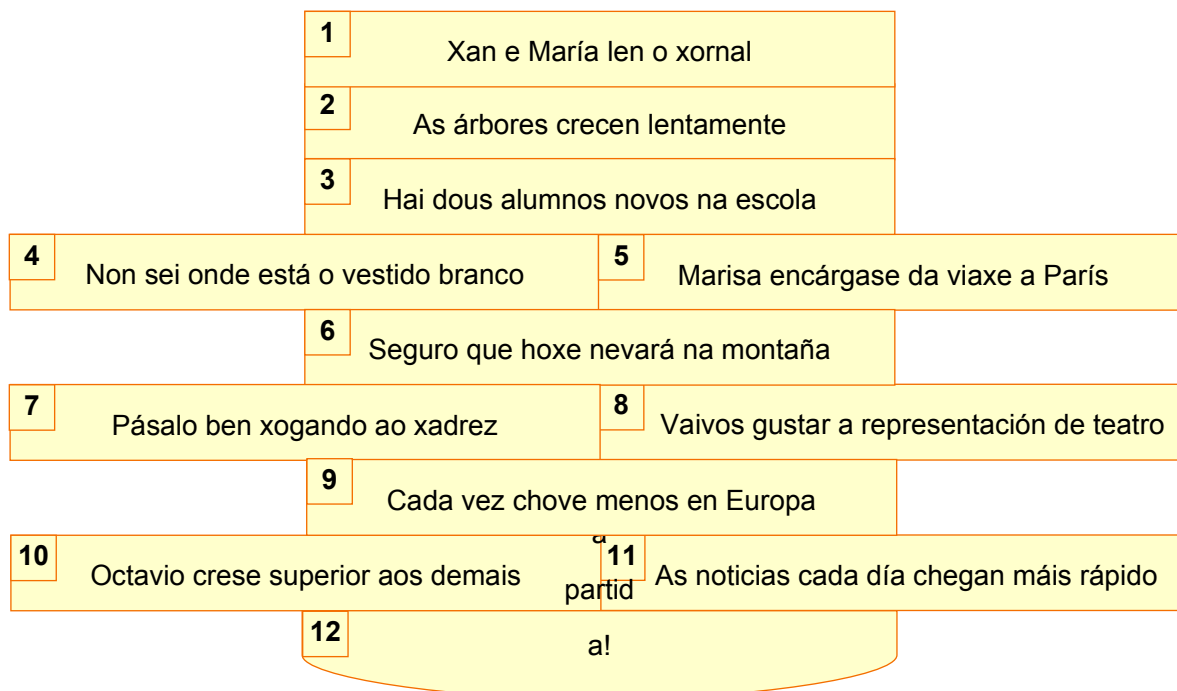 1
Xan e María len o xornal
2
As árbores crecen lentamente
3
Hai dous alumnos novos na escola
4
Non sei onde está o vestido branco
5
Marisa encárgase da viaxe a París
6
Seguro que hoxe nevará na montaña
7
Pásalo ben xogando ao xadrez
8
Vaivos gustar a representación de teatro
9
Cada vez chove menos en Europa
10
Octavio crese superior aos demais
11
As noticias cada día chegan máis rápido
12
partid
a!